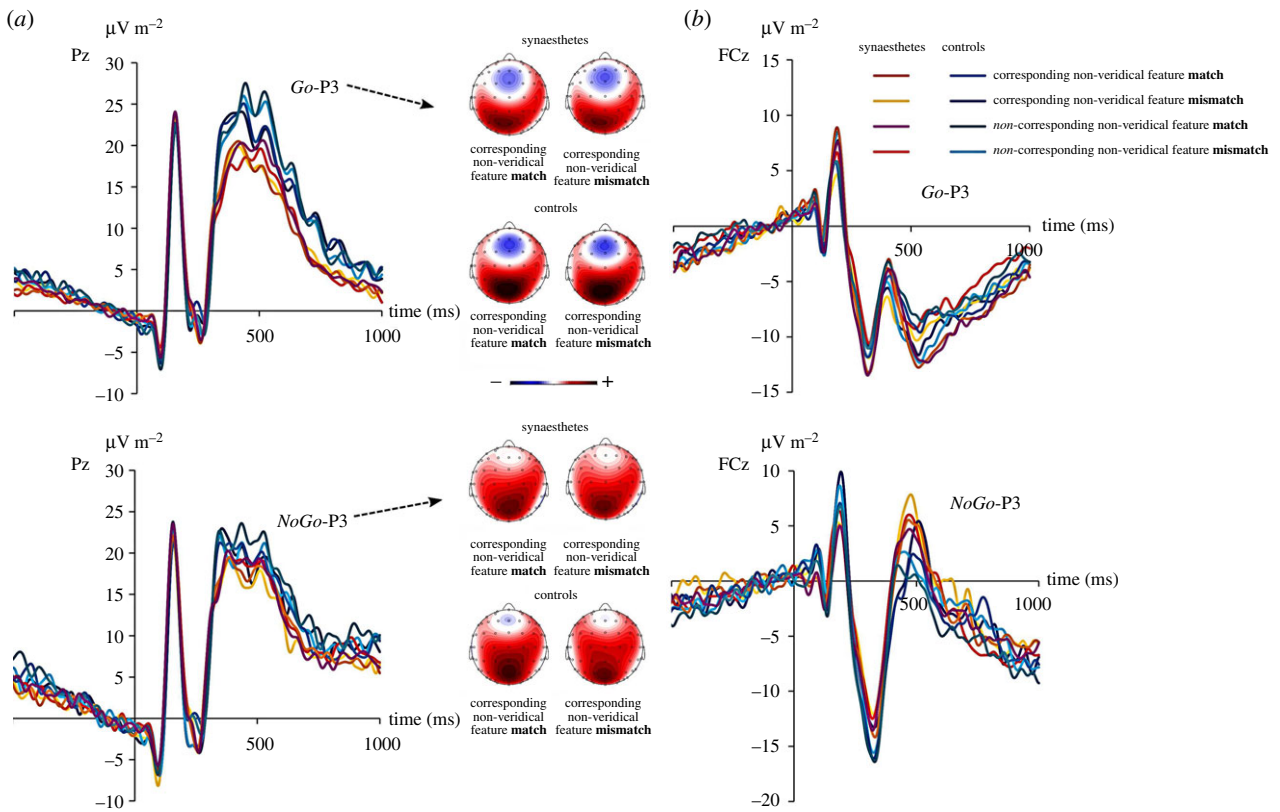 (a)
μV m–2
Pz
30
25
20
15
10
5
–5
–10
Go-P3
500
time (ms)
1000
synaesthetes
corresponding
non-veridical
feature match
corresponding
non-veridical
feature mismatch
controls
corresponding
non-veridical
feature match
corresponding
non-veridical
feature mismatch
– +
(b)
μV m–2
FCz
15
10
5
–5
–10
–15
synaesthetes controls
corresponding non-veridical feature match
corresponding non-veridical feature mismatch
non-corresponding non-veridical feature match
non-corresponding non-veridical feature mismatch
Go-P3
time (ms)
500
1000
μV m–2
Pz
30
25
20
15
10
5
–5
–10
NoGo-P3
time (ms)
500
1000
synaesthetes
corresponding
non-veridical
feature match
corresponding
non-veridical
feature mismatch
controls
corresponding
non-veridical
feature match
corresponding
non-veridical
feature mismatch
μV m–2
FCz
10
5
–5
–10
–15
–20
NoGo-P3
time (ms)
500
1000